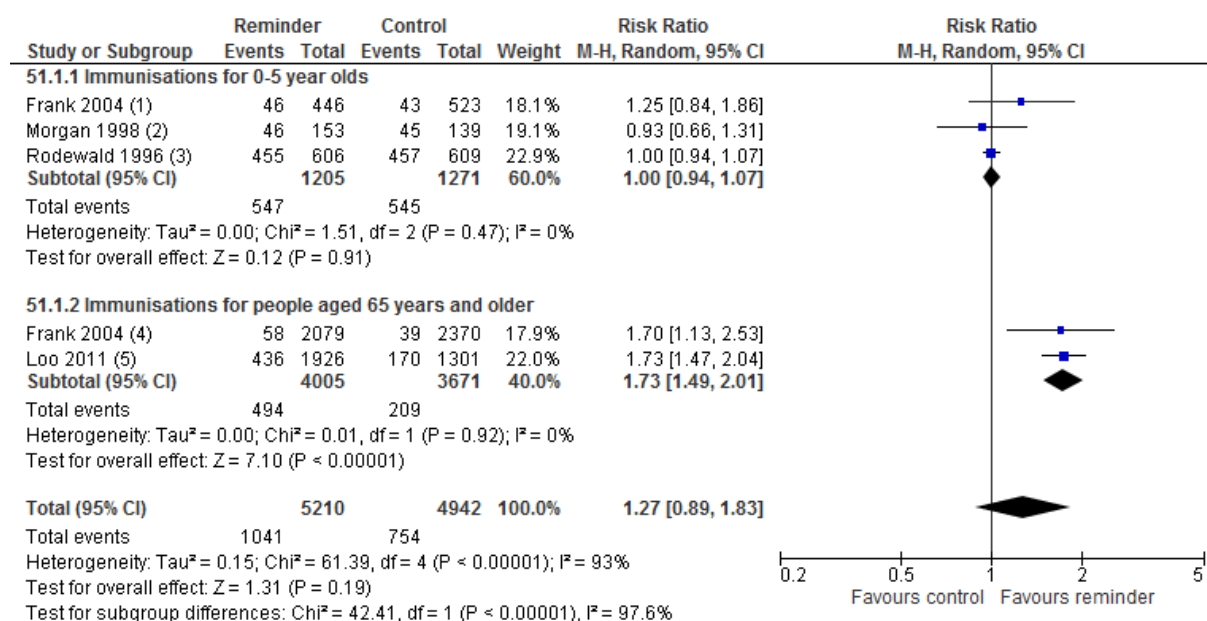 Reminder Control Risk Ratio Risk Ratio
Study or Subgroup Events Total Events Total Weight M-H, Random, 95% CI M-H, Random, 95% CI
51.1.1 Immunisations for 0-5 year olds
Frank 2004 (1) 46 446 43 523 18.1% 1.25 [0.84, 1.86]
Morgan 1998 (2) 46 153 45 139 19.1% 0.93 [0.66, 1.31]
Rodewald 1996 (3) 455 606 457 609 22.9% 1.00 [0.94, 1.07]
Subtotal (95% CI) 1205 1271 60.0% 1.00 [0.94, 1.07]
Total events 547 545
Heterogeneity: Tau² = 0.00; Chi² = 1.51, df = 2 (P = 0.47); I² = 0%
Test for overall effect: Z = 0.12 (P = 0.91)
51.1.2 Immunisations for people aged 65 years and older
Frank 2004 (4) 58 2079 39 2370 17.9% 1.70 [1.13, 2.53]
Loo 2011 (5) 436 1926 170 1301 22.0% 1.73 [1.47, 2.04]
Subtotal (95% CI) 4005 3671 40.0% 1.73 [1.49, 2.01]
Total events 494 209
Heterogeneity: Tau² = 0.00; Chi² = 0.01, df = 1 (P = 0.92); I² = 0%
Test for overall effect: Z = 7.10 (P < 0.00001)
Total (95% CI) 5210 4942 100.0% 1.27 [0.89, 1.83]
Total events 1041 754
Heterogeneity: Tau² = 0.15; Chi² = 61.39, df = 4 (P < 0.00001); I² = 93%
Test for overall effect: Z = 1.31 (P = 0.19)
Test for subgroup differences: Chi² = 42.41, df = 1 (P < 0.00001), I² = 97.6%
0.2 0.5 1 2 5
Favours control Favours reminder